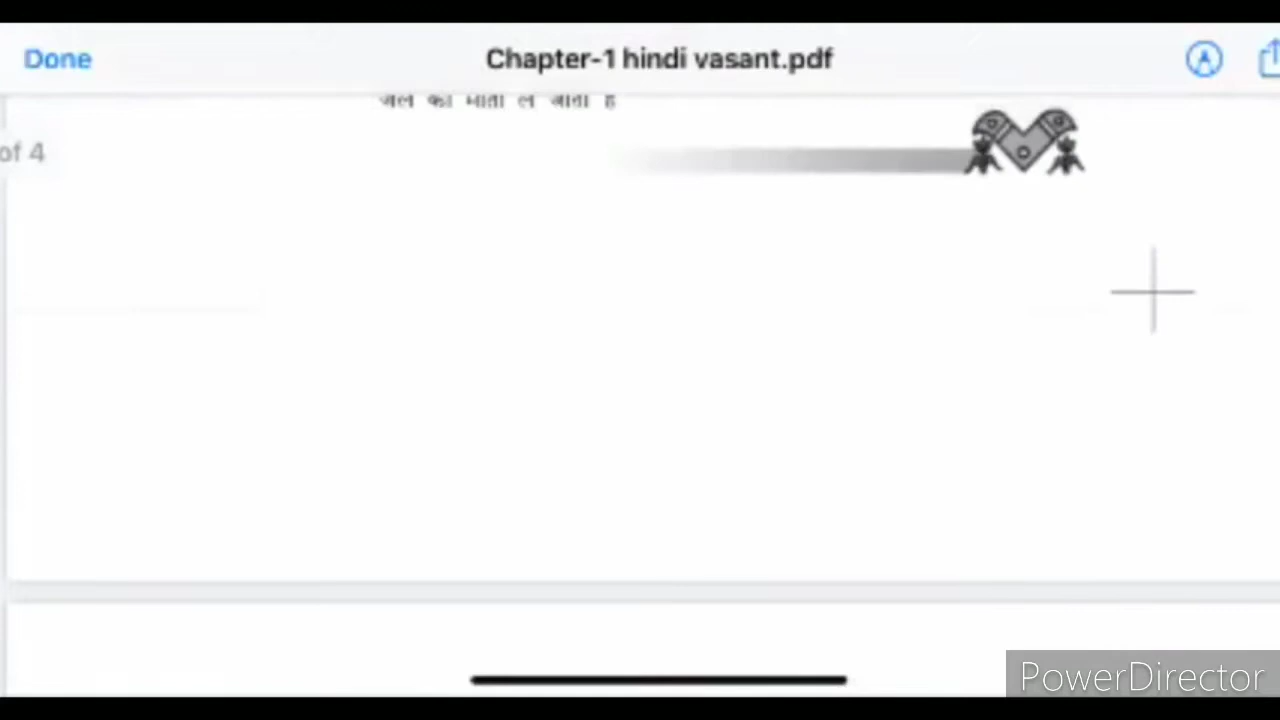 Done
Chapter-1 hindi vasant.pdf
of 4
PowerDirector